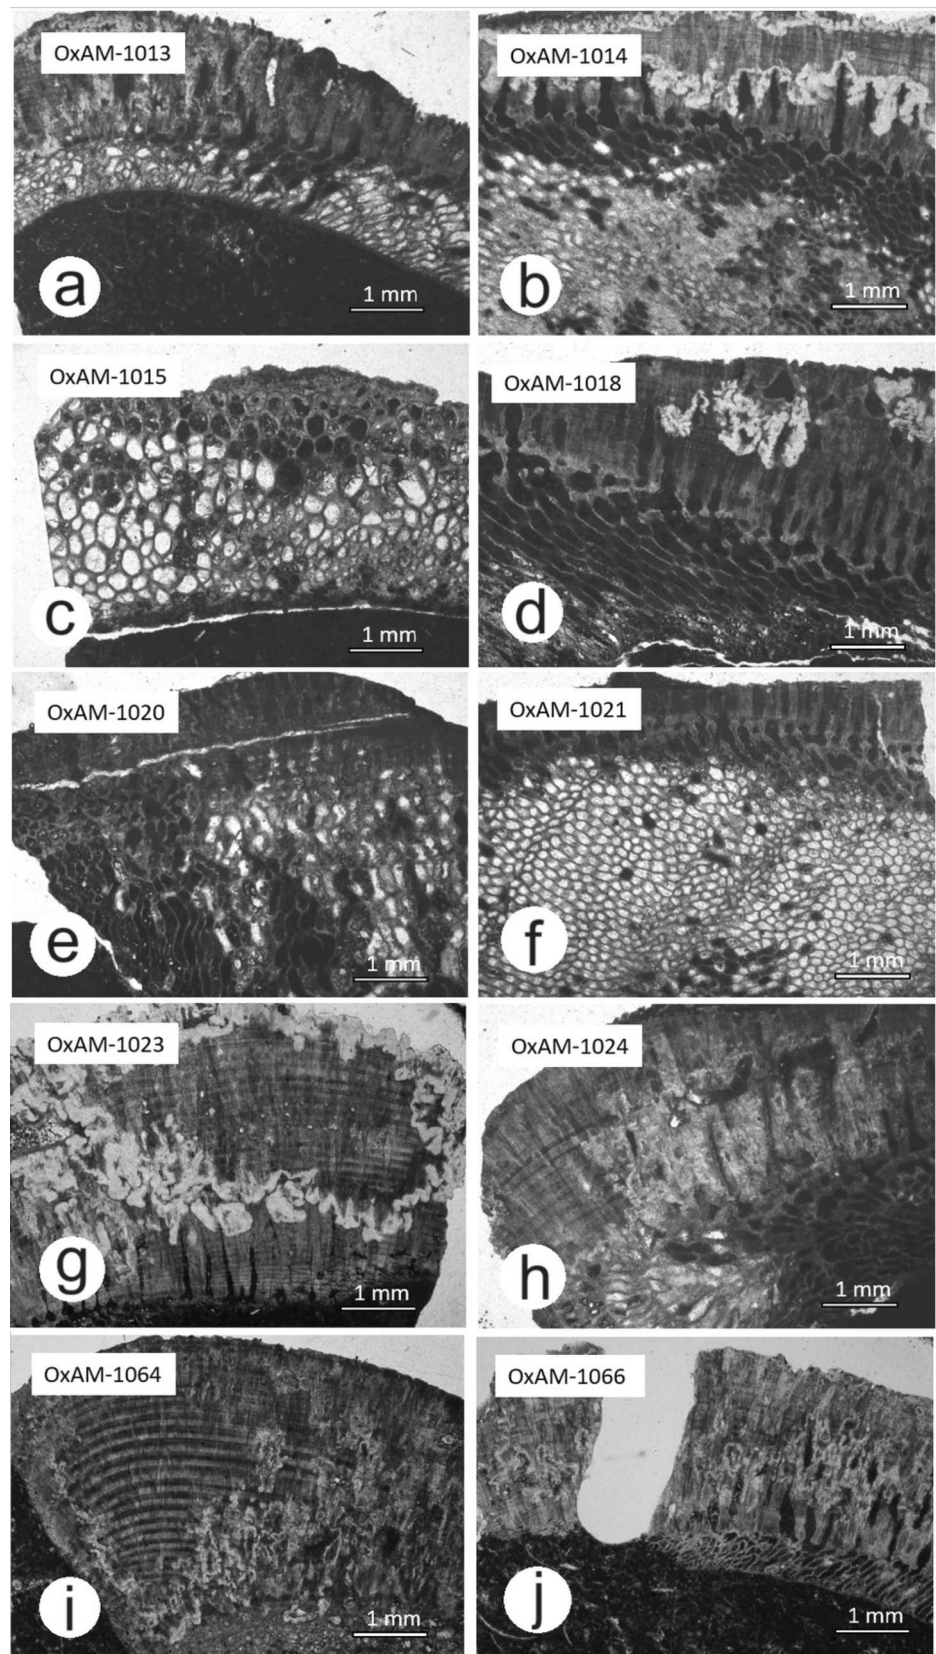 OxAM-1013
a
1 mm
OxAM-1014
b
1 mm
OxAM-1015
c
1 mm
OxAM-1018
d
1 mm
OxAM-1020
e
1 mm
OxAM-1021
f
1 mm
OxAM-1023
g
1 mm
OxAM-1024
h
1 mm
OxAM-1064
i
1 mm
OxAM-1066
j
1 mm